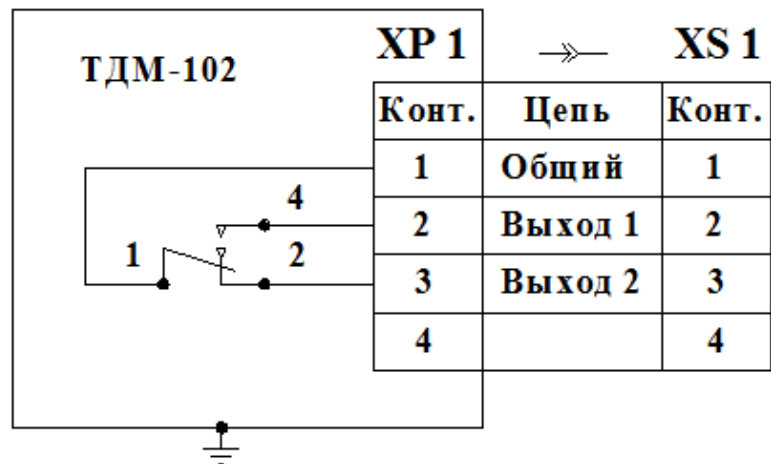 ХР 1 XS 1
ТДМ-102
Конт. Цепь Конт.
1 Общий 1
4
2 Выход 1 2
1 2
3 Выход 2 3
4 4